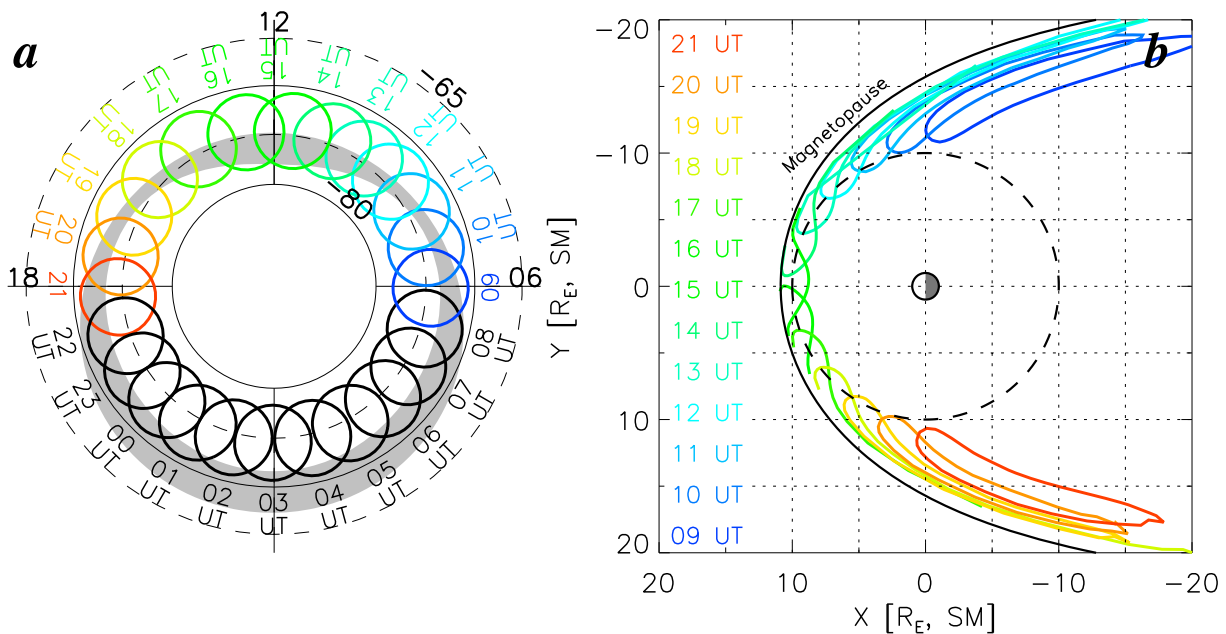 a
12
15 UT
14 UT
13 UT
12 UT
11 UT
10 UT
09
08 UT
07 UT
06 UT
05 UT
04 UT
03 UT
02 UT
01 UT
00 UT
23 UT
22 UT
21
20 UT
19 UT
18 UT
17 UT
16 UT
-65
-80
18
06
b
Magnetopause
21 UT
20 UT
19 UT
18 UT
17 UT
16 UT
15 UT
14 UT
13 UT
12 UT
11 UT
10 UT
09 UT
-20
-10
0
10
20
Y [R_E, SM]
20 10 0 -10 -20
X [R_E, SM]